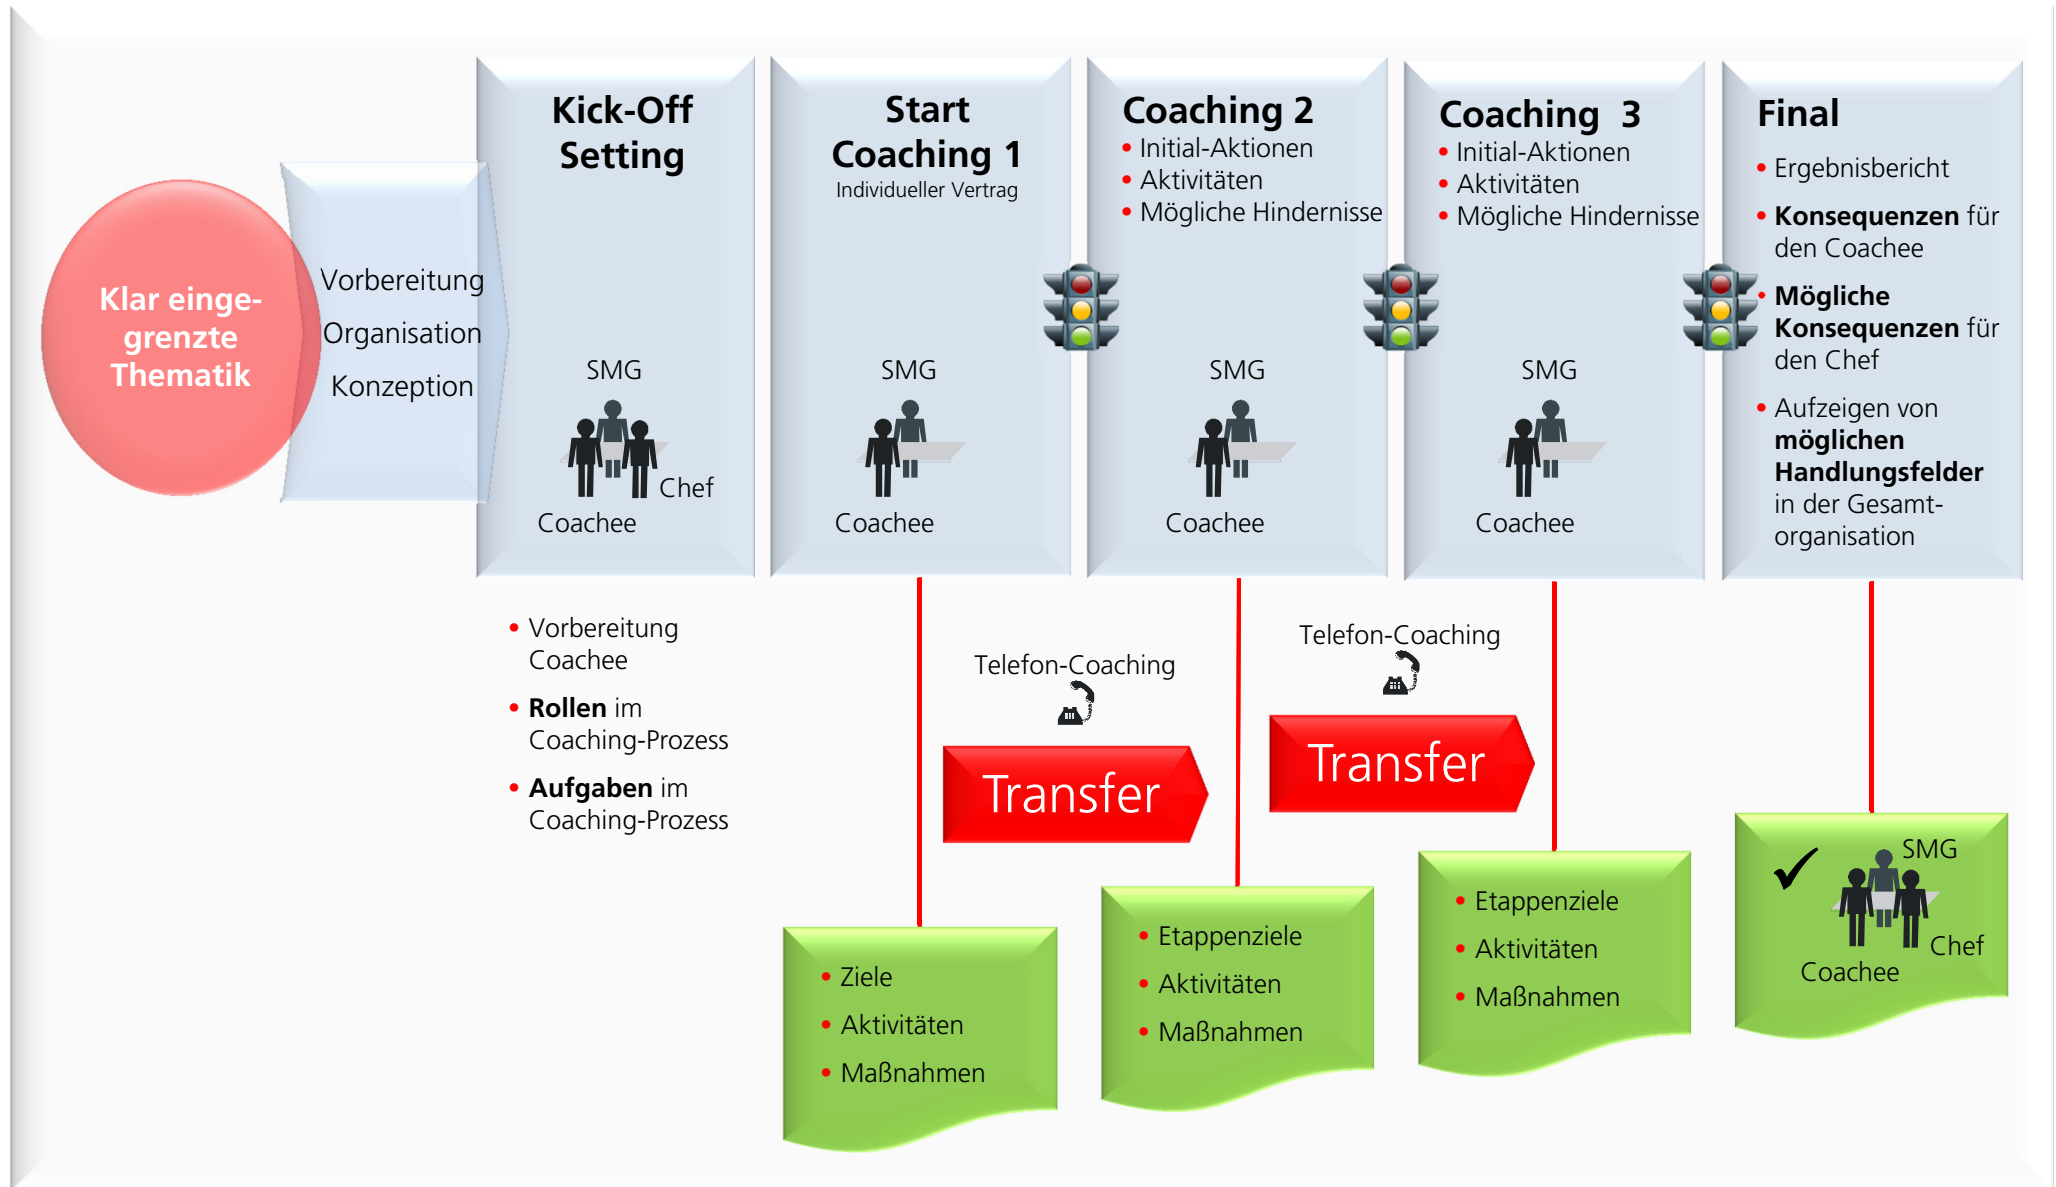 Klar einge-
grenzte
Thematik
Vorbereitung
Organisation
Konzeption
Kick-Off
Setting
SMG
Chef
Coachee
• Vorbereitung
Coachee
• Rollen im
Coaching-Prozess
• Aufgaben im
Coaching-Prozess
Start
Coaching 1
Individueller Vertrag
SMG
Coachee
• Ziele
• Aktivitäten
• Maßnahmen
Telefon-Coaching
Transfer
Coaching 2
• Initial-Aktionen
• Aktivitäten
• Mögliche Hindernisse
SMG
Coachee
• Etappenziele
• Aktivitäten
• Maßnahmen
Telefon-Coaching
Transfer
Coaching 3
• Initial-Aktionen
• Aktivitäten
• Mögliche Hindernisse
SMG
Coachee
• Etappenziele
• Aktivitäten
• Maßnahmen
Final
• Ergebnisbericht
• Konsequenzen für
den Coachee
• Mögliche
Konsequenzen für
den Chef
• Aufzeigen von
möglichen
Handlungsfelder
in der Gesamt-
organisation
SMG
Chef
Coachee